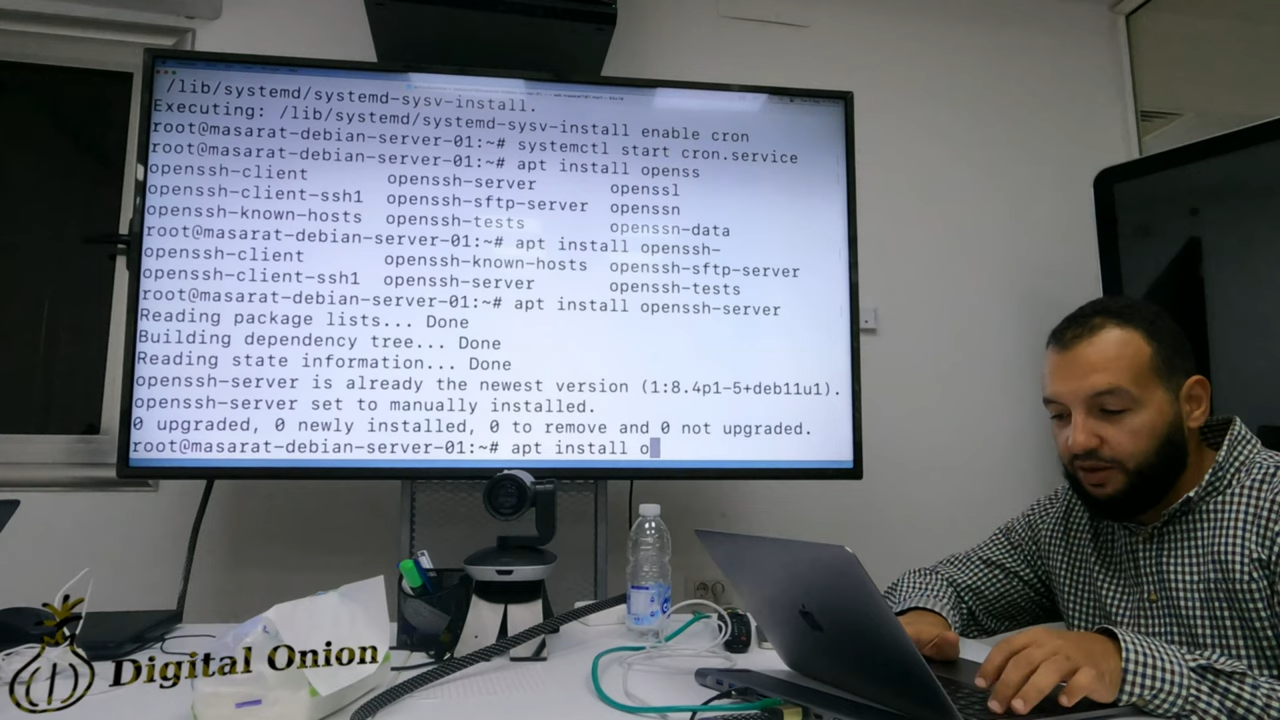 /lib/systemd/systemd-sysv-install.
Executing: /lib/systemd/systemd-sysv-install enable cron
root@masarat-debian-server-01:~# systemctl start cron.service
root@masarat-debian-server-01:~# apt install openss
openssh-client openssh-server openssl
openssh-client-ssh1 openssh-sftp-server openssn
openssh-known-hosts openssh-tests openssn-data
root@masarat-debian-server-01:~# apt install openssh-
openssh-client openssh-known-hosts openssh-sftp-server
openssh-client-ssh1 openssh-server openssh-tests
root@masarat-debian-server-01:~# apt install openssh-server
Reading package lists... Done
Building dependency tree... Done
Reading state information... Done
openssh-server is already the newest version (1:8.4p1-5+deb11u1).
openssh-server set to manually installed.
0 upgraded, 0 newly installed, 0 to remove and 0 not upgraded.
root@masarat-debian-server-01:~# apt install o
Digital Onion